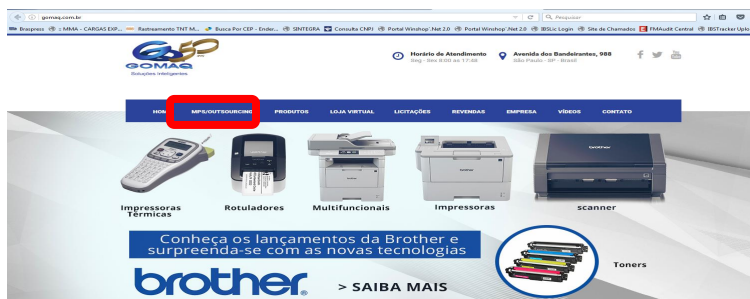 gomaq.com.br
Pesquisar
Braspress
:: MMA - CARGAS EXP...
Rastreamento TNT M...
Busca Por CEP - Ender...
SINTEGRA
Consulta CNPJ
Portal Winshop'.Net 2.0
Portal Winshop'.Net 2.0
IBSLic Login
Site de Chamados
FMAudit Central
IBSTracker Uplo
GOMAQ
Soluções Inteligentes
Horário de Atendimento
Seg - Sex 8:00 as 17:48
Avenida dos Bandeirantes, 988
São Paulo - SP - Brasil
HOME MPS/OUTSOURCING PRODUTOS LOJA VIRTUAL LICITAÇÕES REVENDAS EMPRESA VÍDEOS CONTATO
brother
Impressoras
Térmicas
Rotuladores
Multifuncionais
Impressoras
scanner
Conheça os lançamentos da Brother e
surpreenda-se com as novas tecnologias
Toners
brother
> SAIBA MAIS